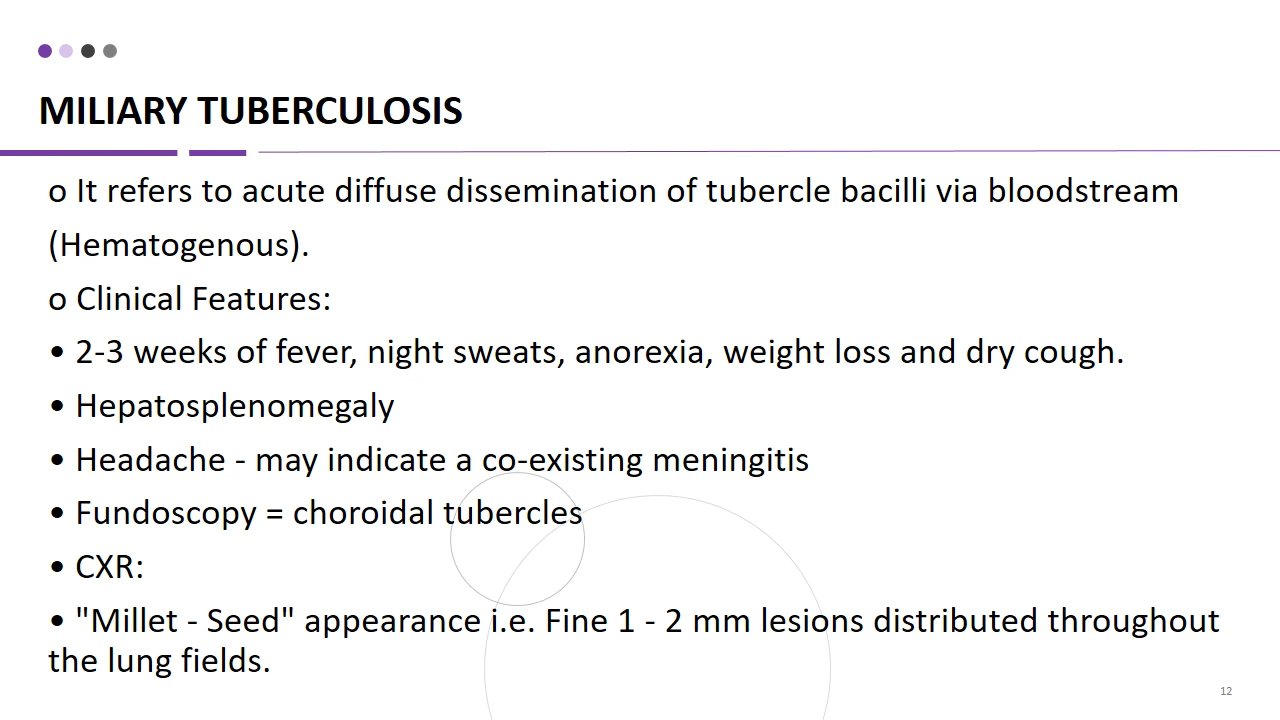 MILIARY TUBERCULOSIS
o It refers to acute diffuse dissemination of tubercle bacilli via bloodstream
(Hematogenous).
o Clinical Features:
• 2-3 weeks of fever, night sweats, anorexia, weight loss and dry cough.
• Hepatosplenomegaly
• Headache - may indicate a co-existing meningitis
• Fundoscopy = choroidal tubercles
• CXR:
• "Millet - Seed" appearance i.e. Fine 1 - 2 mm lesions distributed throughout
the lung fields.
12